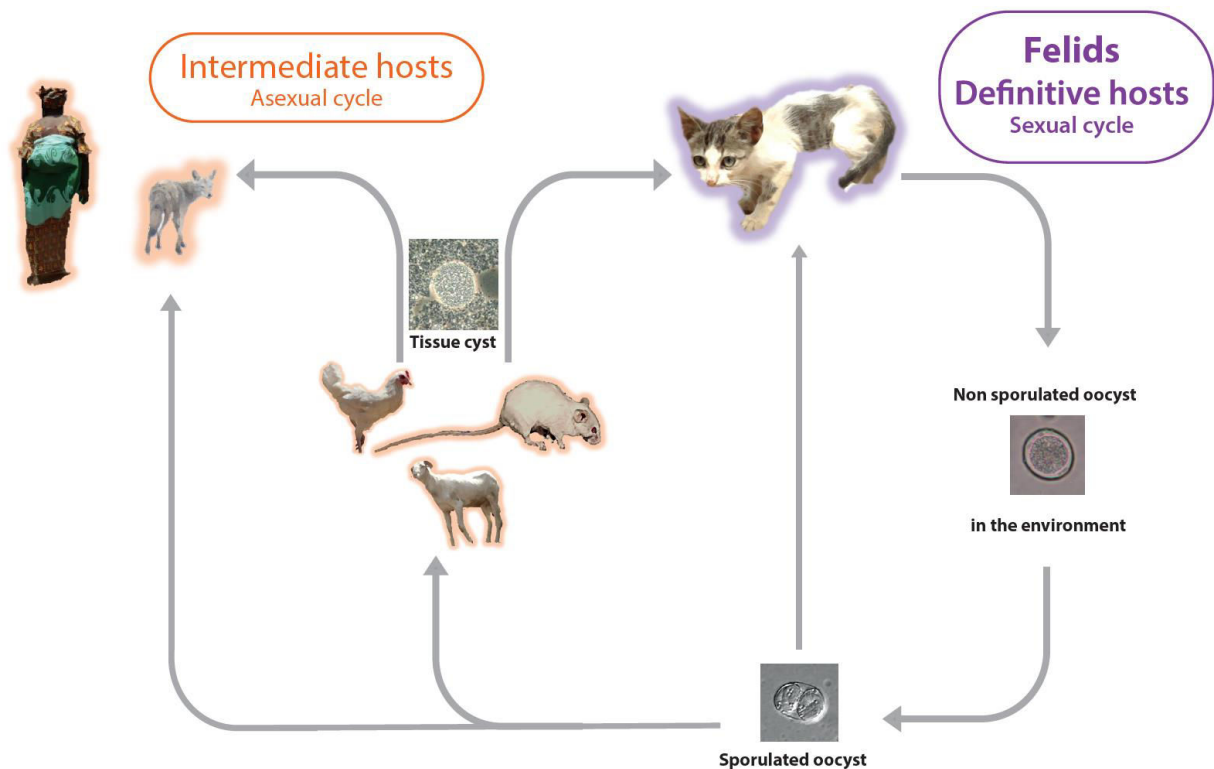 Intermediate hosts
Asexual cycle
Felids
Definitive hosts
Sexual cycle
Tissue cyst
Non sporulated oocyst
in the environment
Sporulated oocyst